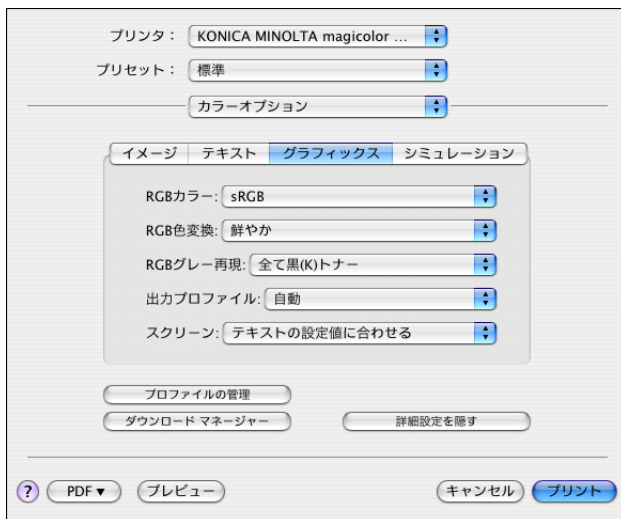 プリンタ： KONICA MINOLTA magicolor ...
プリセット： 標準
カラーオプション
イメージ テキスト グラフィックス シミュレーション
RGBカラー: sRGB
RGB色変換: 鮮やか
RGBグレー再現: 全て黒(K)トナー
出力プロファイル: 自動
スクリーン: テキストの設定値に合わせる
プロファイルの管理
ダウンロード マネージャー 詳細設定を隠す
? PDF▼ プレビュー キャンセル プリント